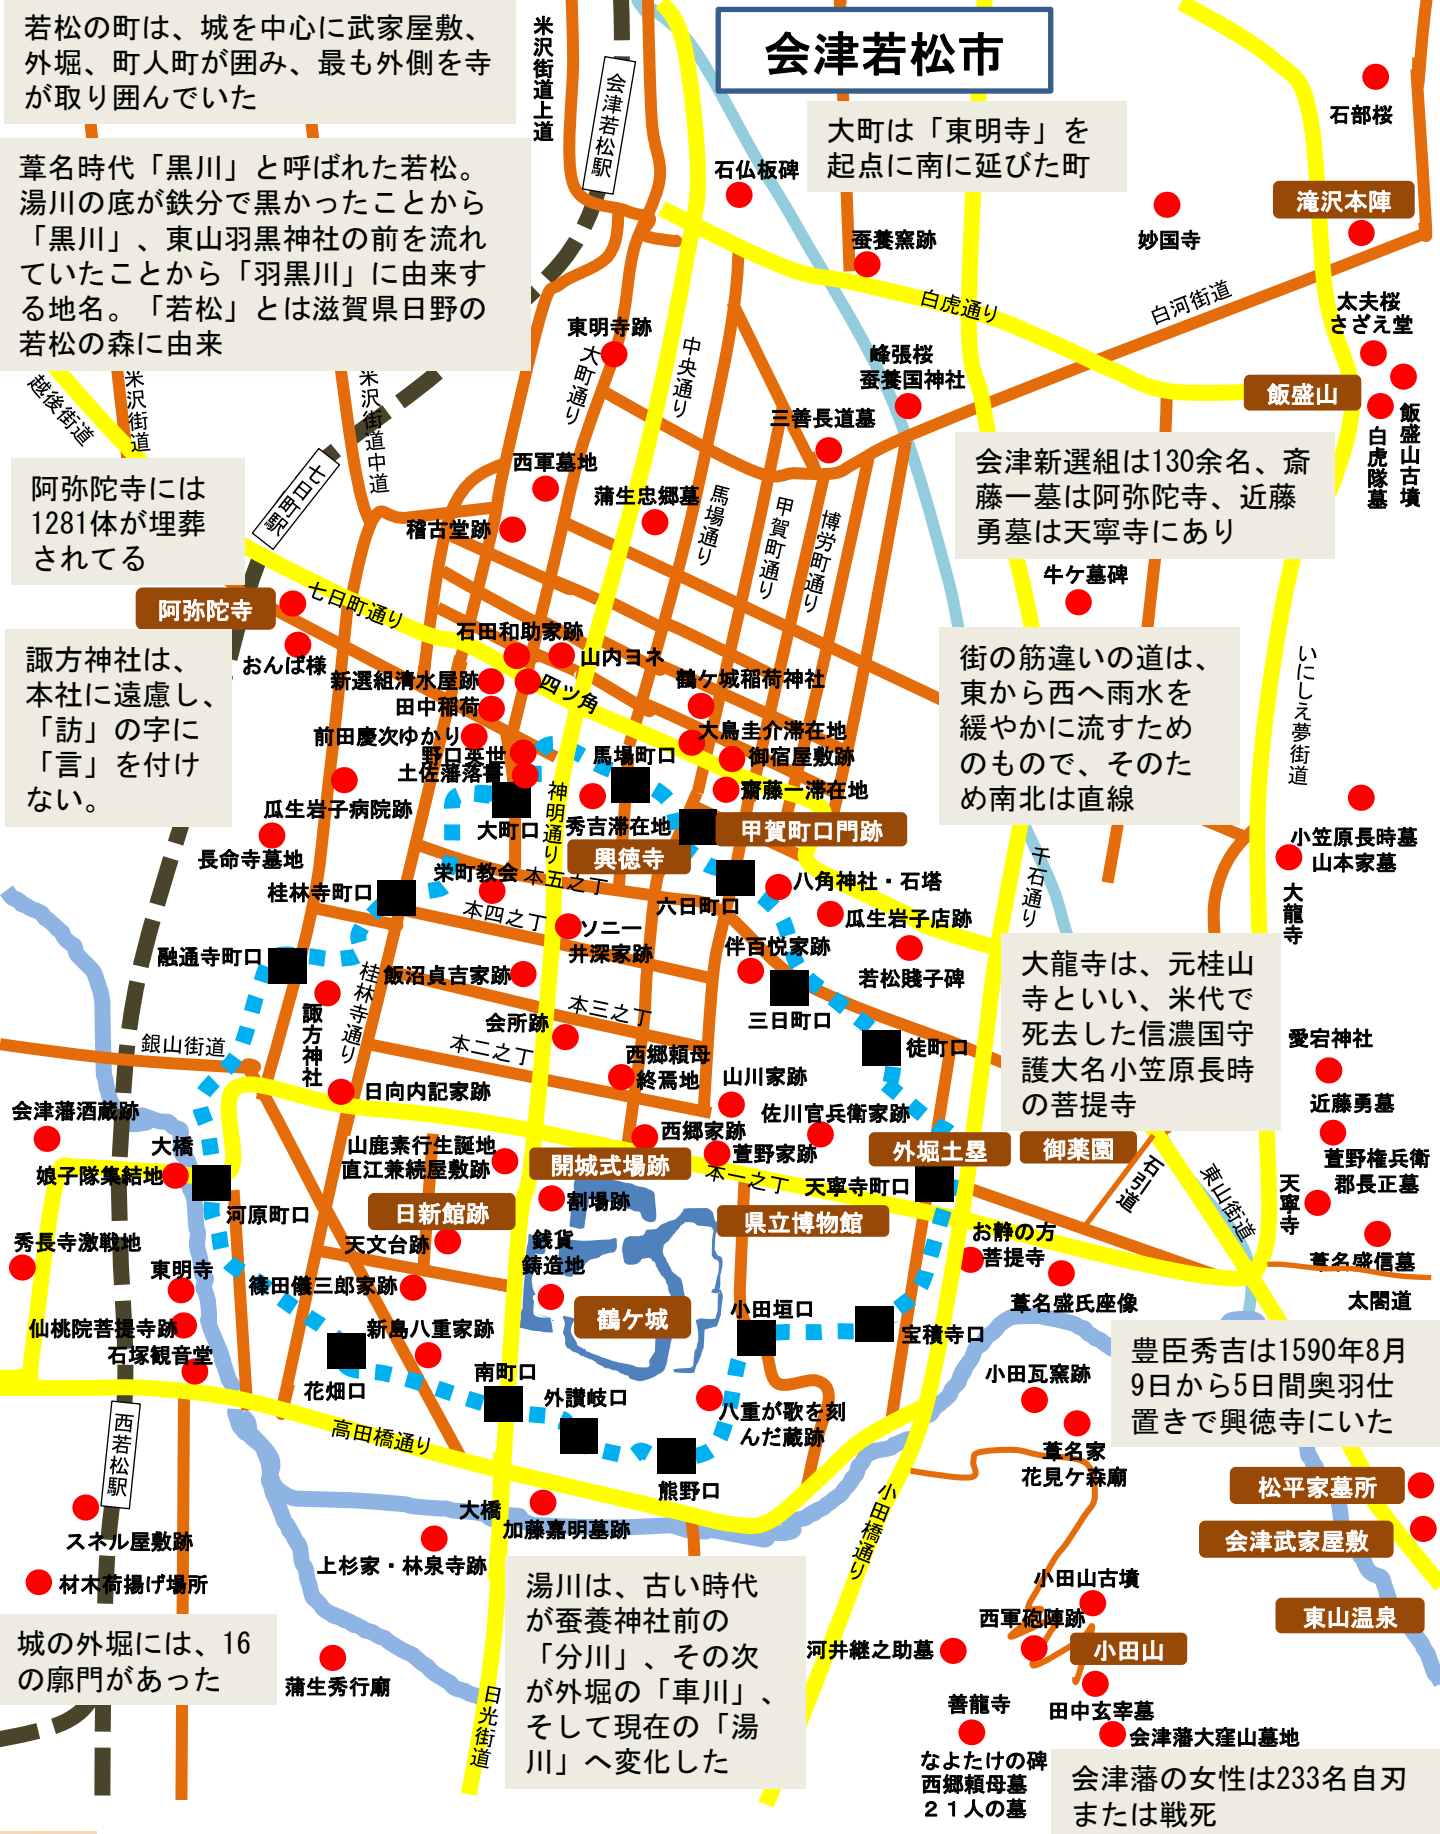 若松の町は、城を中心に武家屋敷、
外堀、町人町が囲み、最も外側を寺
が取り囲んでいた
米沢街道上道
会津若松駅
会津若松市
大町は「東明寺」を
起点に南に延びた町
石部桜
滝沢本陣
葦名時代「黒川」と呼ばれた若松。
湯川の底が鉄分で黒かったことから
「黒川」、東山羽黒神社の前を流れ
ていたことから「羽黒川」に由来す
る地名。「若松」とは滋賀県日野の
若松の森に由来
石仏板碑
蚕養窯跡
妙国寺
白虎通り
白河街道
太夫桜
さざえ堂
東明寺跡
大町通り
中央通り
峰張桜
蚕養国神社
飯盛山
飯盛山古墳
白虎隊墓
越後街道
米沢街道
米沢街道中道
三善長道墓
七日町駅
西軍墓地
蒲生忠郷墓
稽古堂跡
馬場通り
甲賀町通り
博労町通り
会津新選組は130余名、斎
藤一墓は阿弥陀寺、近藤
勇墓は天寧寺にあり
阿弥陀寺には
1281体が埋葬
されてる
牛ケ墓碑
阿弥陀寺
七日町通り
おんば様
石田和助家跡
山内ヨネ
新選組清水屋跡
四ツ角
田中稲荷
鶴ケ城稲荷神社
前田慶次ゆかり
大鳥圭介滞在地
野口英世
馬場町口
御宿屋敷跡
土佐藩落書
齋藤一滞在地
諏方神社は、
本社に遠慮し、
「訪」の字に
「言」を付け
ない。
街の筋違いの道は、
東から西へ雨水を
緩やかに流すため
のもので、そのた
め南北は直線
いにしえ夢街道
瓜生岩子病院跡
大町口
神明通り
秀吉滞在地
甲賀町口門跡
長命寺墓地
興徳寺
小笠原長時墓
山本家墓
大龍寺
千石通り
桂林寺町口
栄町教会
本五之丁
六日町口
八角神社・石塔
本四之丁
瓜生岩子店跡
ソニー
井深家跡
伴百悦家跡
若松賤子碑
融通寺町口
桂林寺通り
飯沼貞吉家跡
三日町口
諏方神社
本三之丁
会所跡
徒町口
銀山街道
本二之丁
西郷頼母
終焉地
山川家跡
大龍寺は、元桂山
寺といい、米代で
死去した信濃国守
護大名小笠原長時
の菩提寺
愛宕神社
近藤勇墓
日向内記家跡
佐川官兵衛家跡
会津藩酒蔵跡
大橋
西郷家跡
外堀土塁
御薬園
娘子隊集結地
山鹿素行生誕地
直江兼続屋敷跡
開城式場跡
萱野家跡
本一之丁
天寧寺町口
石引道
東山街道
萱野権兵衛
郡長正墓
天寧寺
河原町口
日新館跡
割場跡
県立博物館
お静の方
菩提寺
秀長寺激戦地
天文台跡
銭貨
鋳造地
葦名盛信墓
東明寺
篠田儀三郎家跡
葦名盛氏座像
太閤道
鶴ケ城
小田垣口
宝積寺口
仙桃院菩提寺跡
石塚観音堂
新島八重家跡
花畑口
南町口
外讃岐口
八重が歌を刻
んだ蔵跡
小田瓦窯跡
豊臣秀吉は1590年8月
9日から5日間奥羽仕
置きで興徳寺にいた
西若松駅
高田橋通り
葦名家
花見ケ森廟
熊野口
小田橋通り
松平家墓所
会津武家屋敷
スネル屋敷跡
大橋
加藤嘉明墓跡
上杉家・林泉寺跡
材木荷揚げ場所
小田山古墳
西軍砲陣跡
東山温泉
湯川は、古い時代
が蚕養神社前の
「分川」、その次
が外堀の「車川」、
そして現在の「湯
川」へ変化した
城の外堀には、16
の廓門があった
蒲生秀行廟
日光街道
河井継之助墓
小田山
善龍寺
田中玄宰墓
会津藩大窪山墓地
なよたけの碑
西郷頼母墓
２１人の墓
会津藩の女性は233名自刃
または戦死